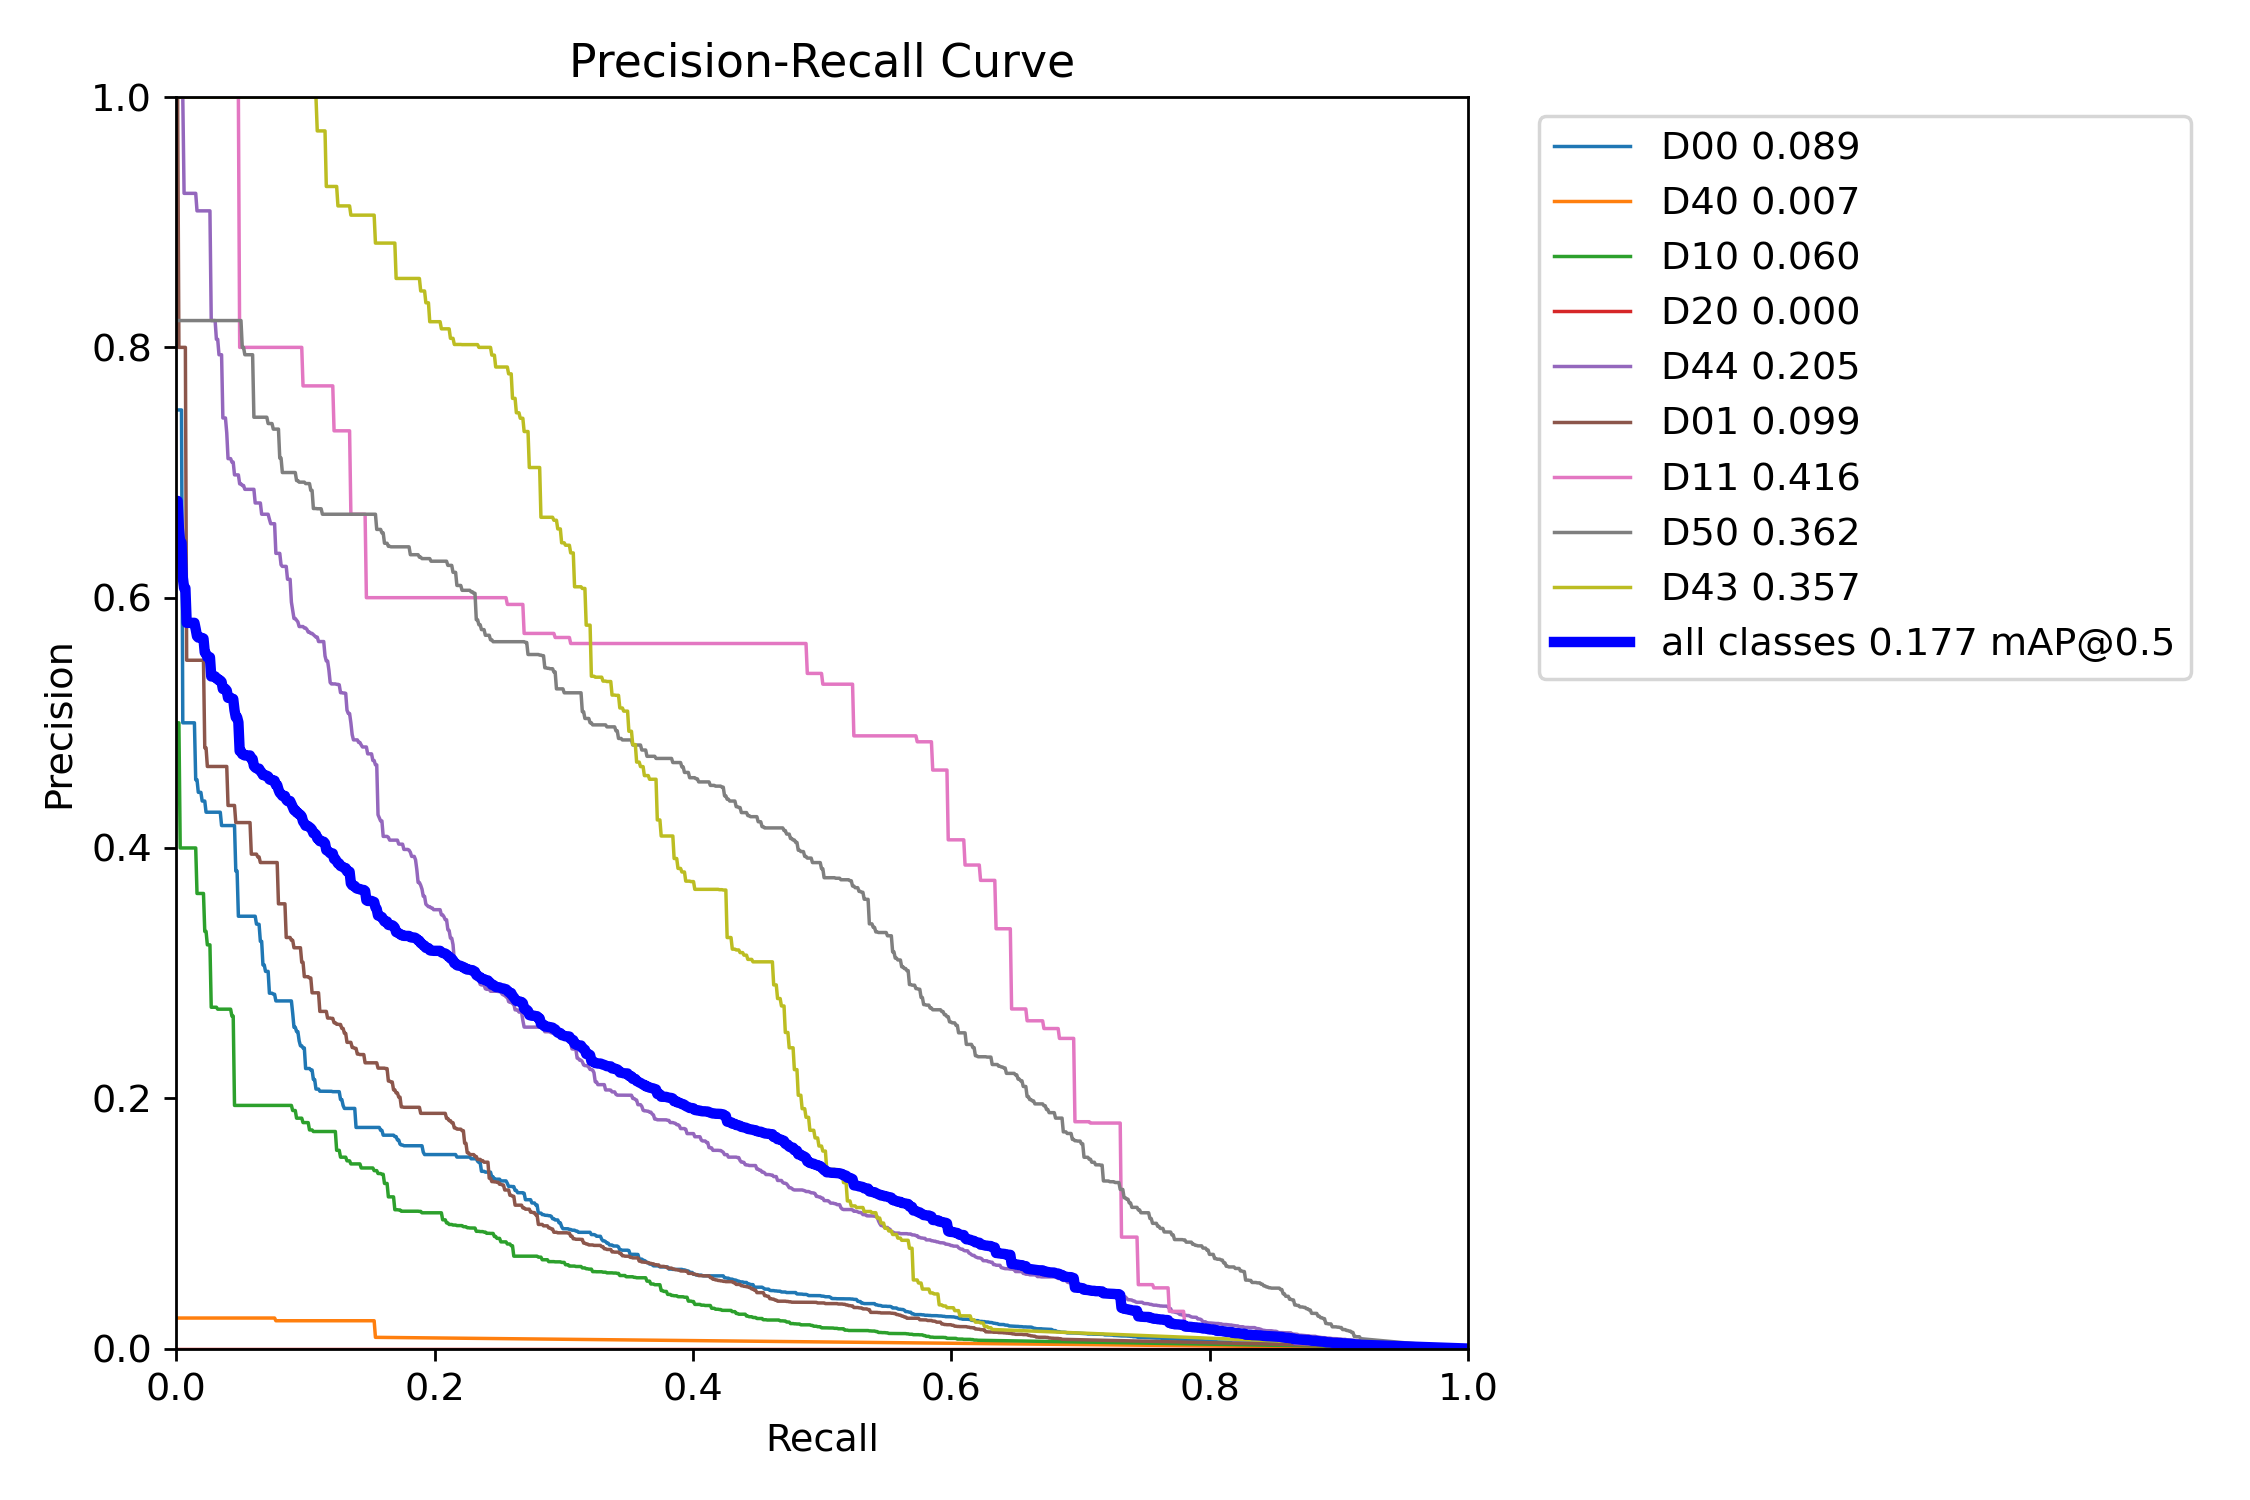 Precision-Recall Curve
1.0
0.8
0.6
0.4
0.2
0.0
Precision
0.0 0.2 0.4 0.6 0.8 1.0
Recall
D00 0.089
D40 0.007
D10 0.060
D20 0.000
D44 0.205
D01 0.099
D11 0.416
D50 0.362
D43 0.357
all classes 0.177 mAP@0.5